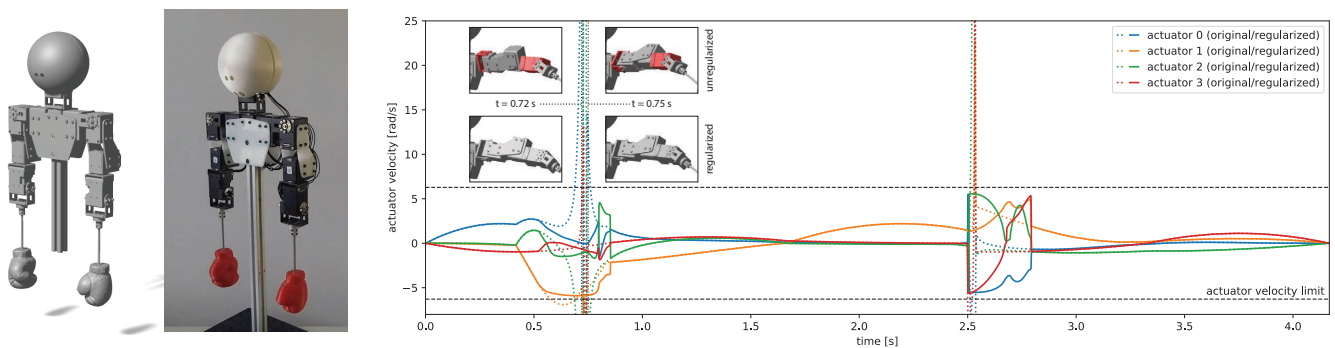 25
20
15
10
5
0
−5
actuator velocity [rad/s]
t = 0.72 s
t = 0.75 s
unregularized
regularized
actuator 0 (original/regularized)
actuator 1 (original/regularized)
actuator 2 (original/regularized)
actuator 3 (original/regularized)
actuator velocity limit
0.0 0.5 1.0 1.5 2.0 2.5 3.0 3.5 4.0
time [s]